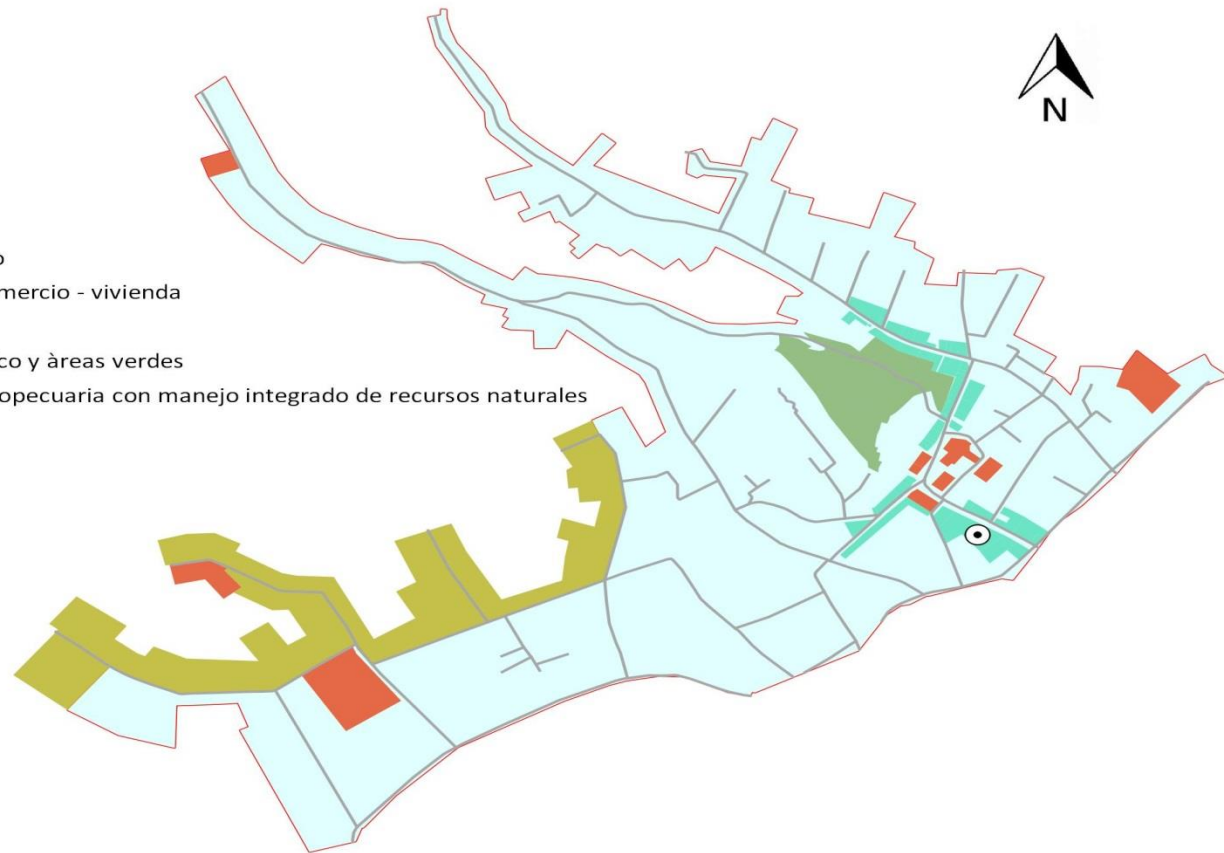 N
o
mercio - vivienda
co y àreas verdes
opecuaria con manejo integrado de recursos naturales